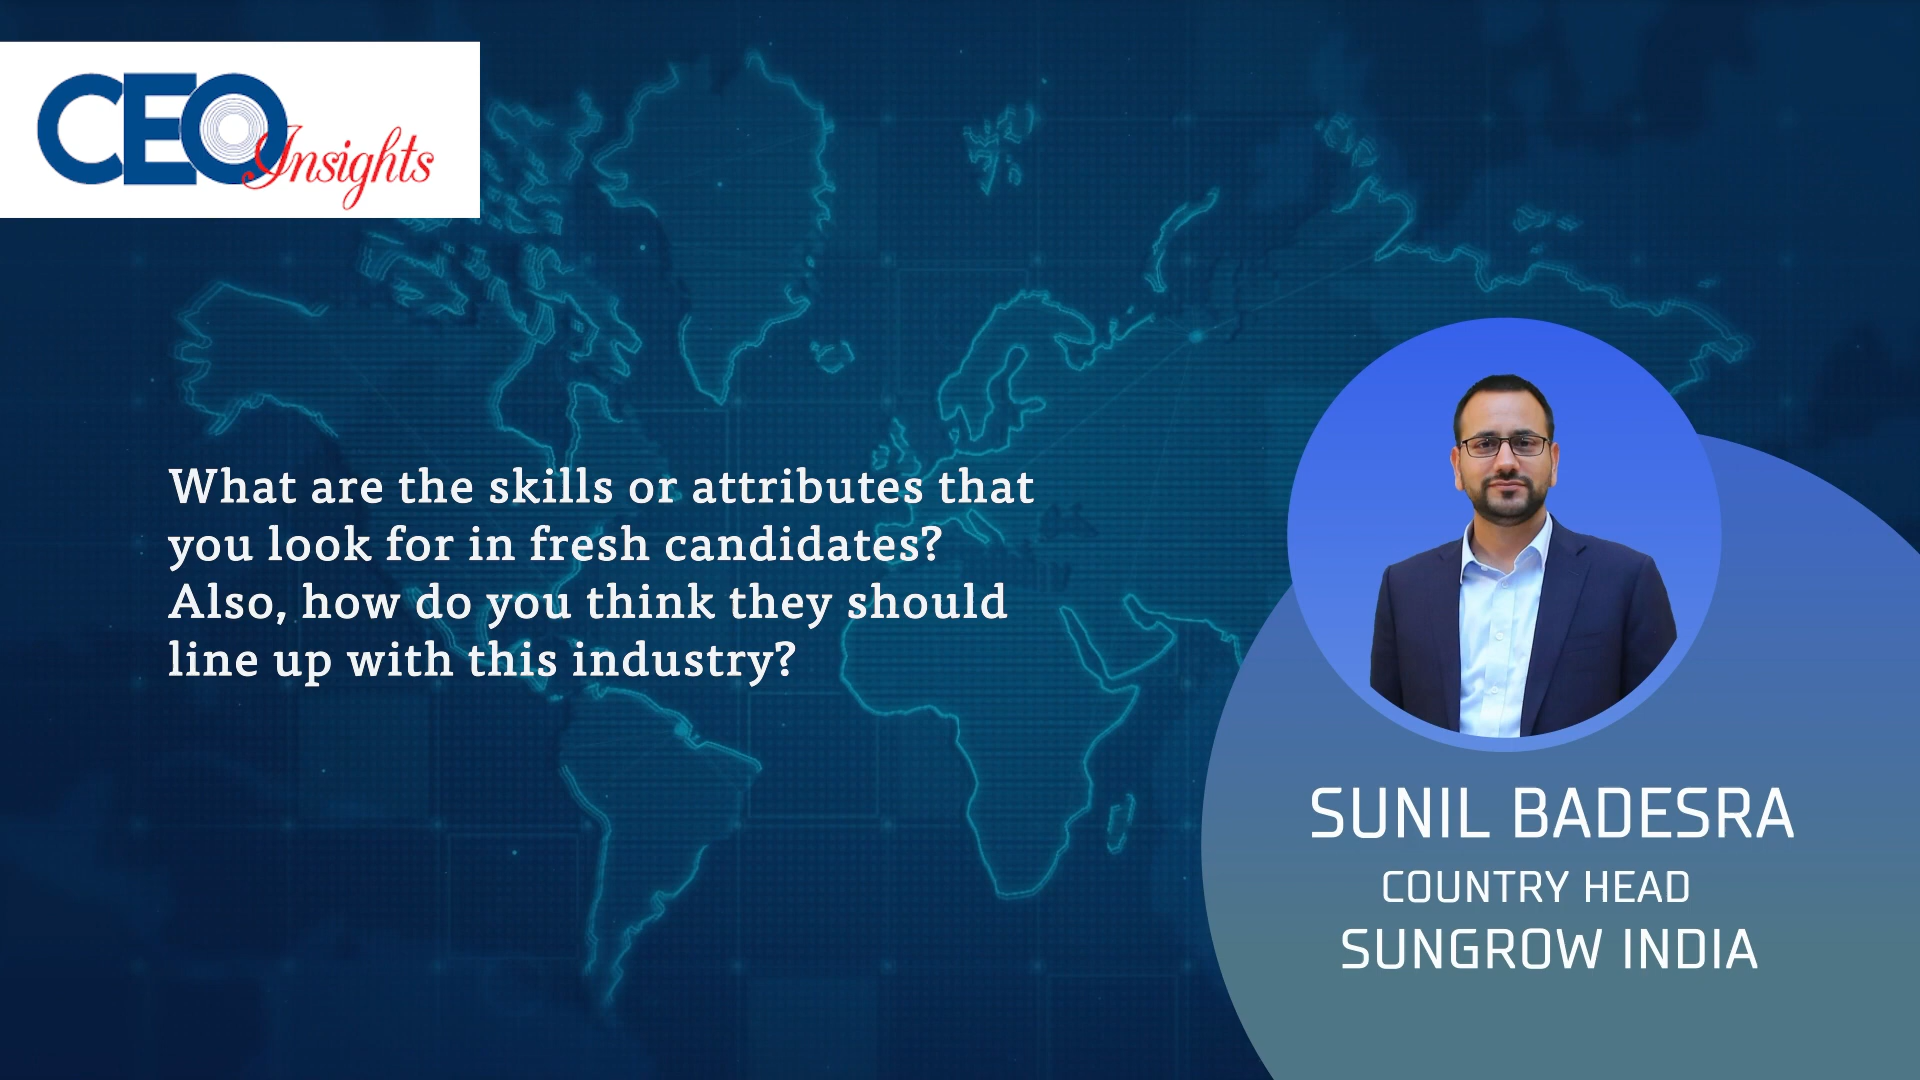 CEO Insights
What are the skills or attributes that
you look for in fresh candidates?
Also, how do you think they should
line up with this industry?
SUNIL BADESRA
COUNTRY HEAD
SUNGROW INDIA